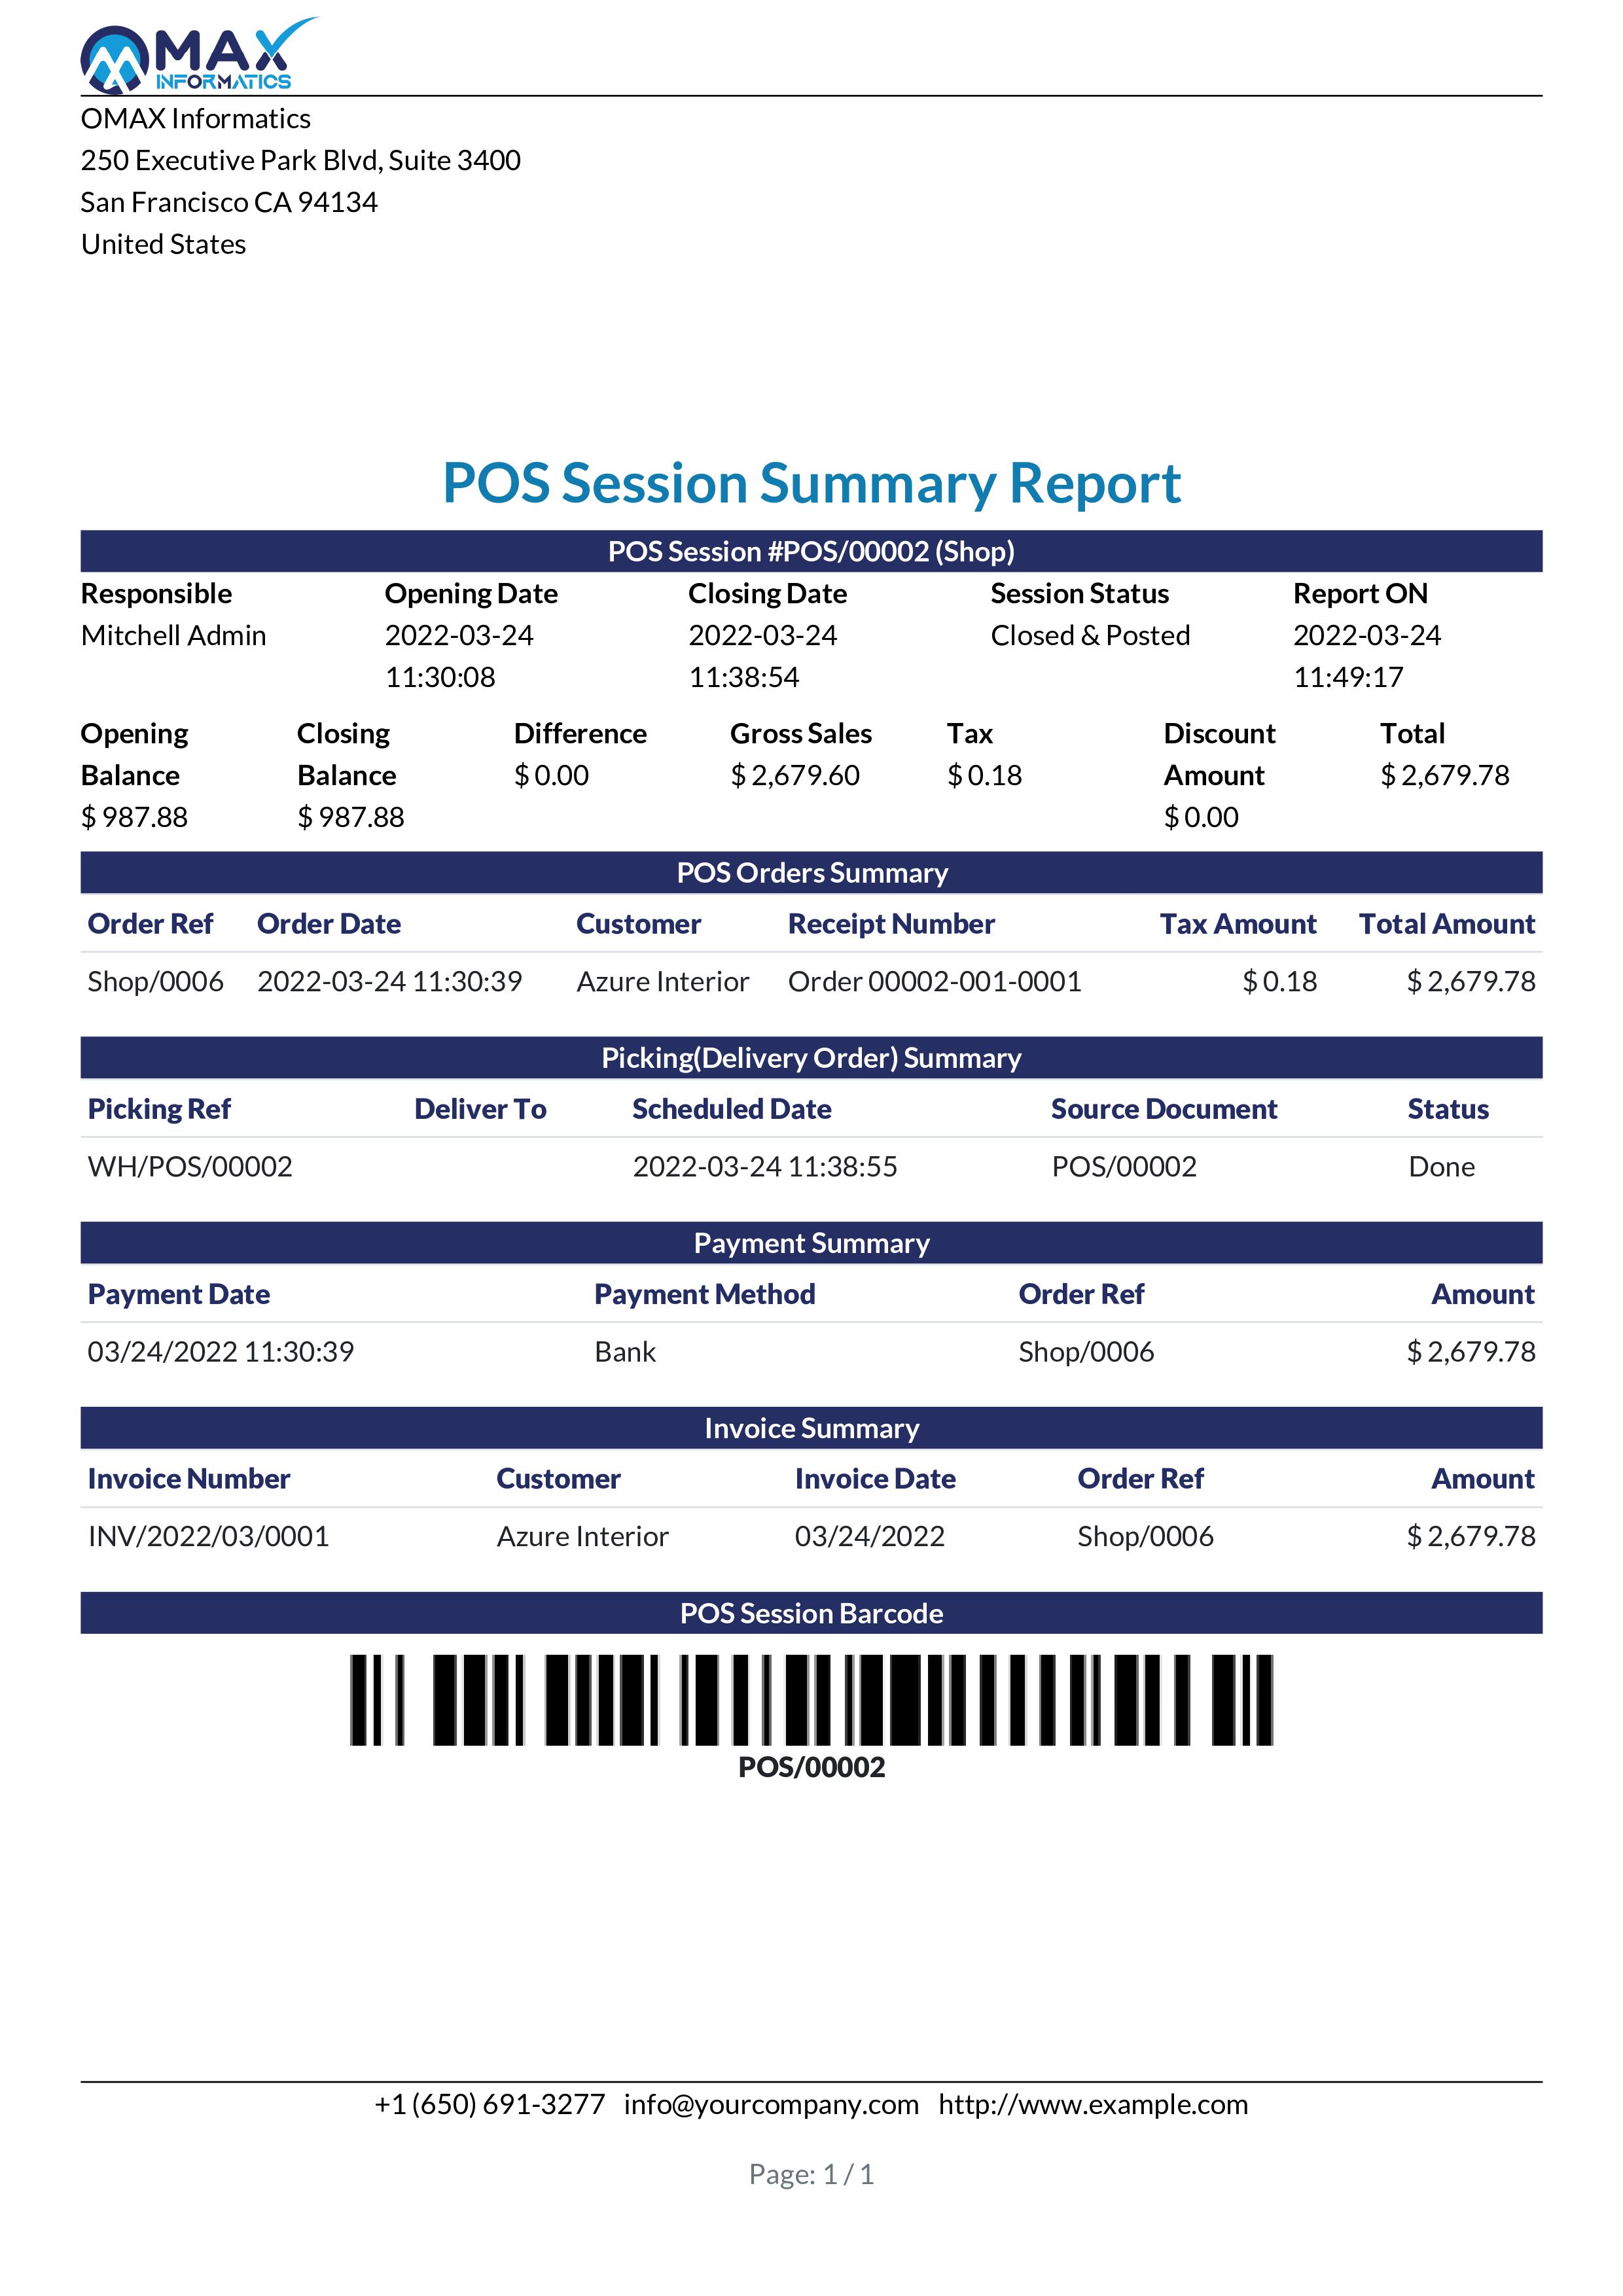 OMAX
INFORMATICS
OMAX Informatics
250 Executive Park Blvd, Suite 3400
San Francisco CA 94134
United States
POS Session Summary Report
POS Session #POS/00002 (Shop)
Responsible Opening Date Closing Date Session Status Report ON
Mitchell Admin 2022-03-24 2022-03-24 Closed & Posted 2022-03-24
11:30:08 11:38:54 11:49:17
Opening Closing Difference Gross Sales Tax Discount Total
Balance Balance $ 0.00 $ 2,679.60 $ 0.18 Amount $ 2,679.78
$ 987.88 $ 987.88 $ 0.00
POS Orders Summary
Order Ref Order Date Customer Receipt Number Tax Amount Total Amount
Shop/0006 2022-03-24 11:30:39 Azure Interior Order 00002-001-0001 $ 0.18 $ 2,679.78
Picking(Delivery Order) Summary
Picking Ref Deliver To Scheduled Date Source Document Status
WH/POS/00002 2022-03-24 11:38:55 POS/00002 Done
Payment Summary
Payment Date Payment Method Order Ref Amount
03/24/2022 11:30:39 Bank Shop/0006 $ 2,679.78
Invoice Summary
Invoice Number Customer Invoice Date Order Ref Amount
INV/2022/03/0001 Azure Interior 03/24/2022 Shop/0006 $ 2,679.78
POS Session Barcode
POS/00002
+1 (650) 691-3277 info@yourcompany.com http://www.example.com
Page: 1 / 1